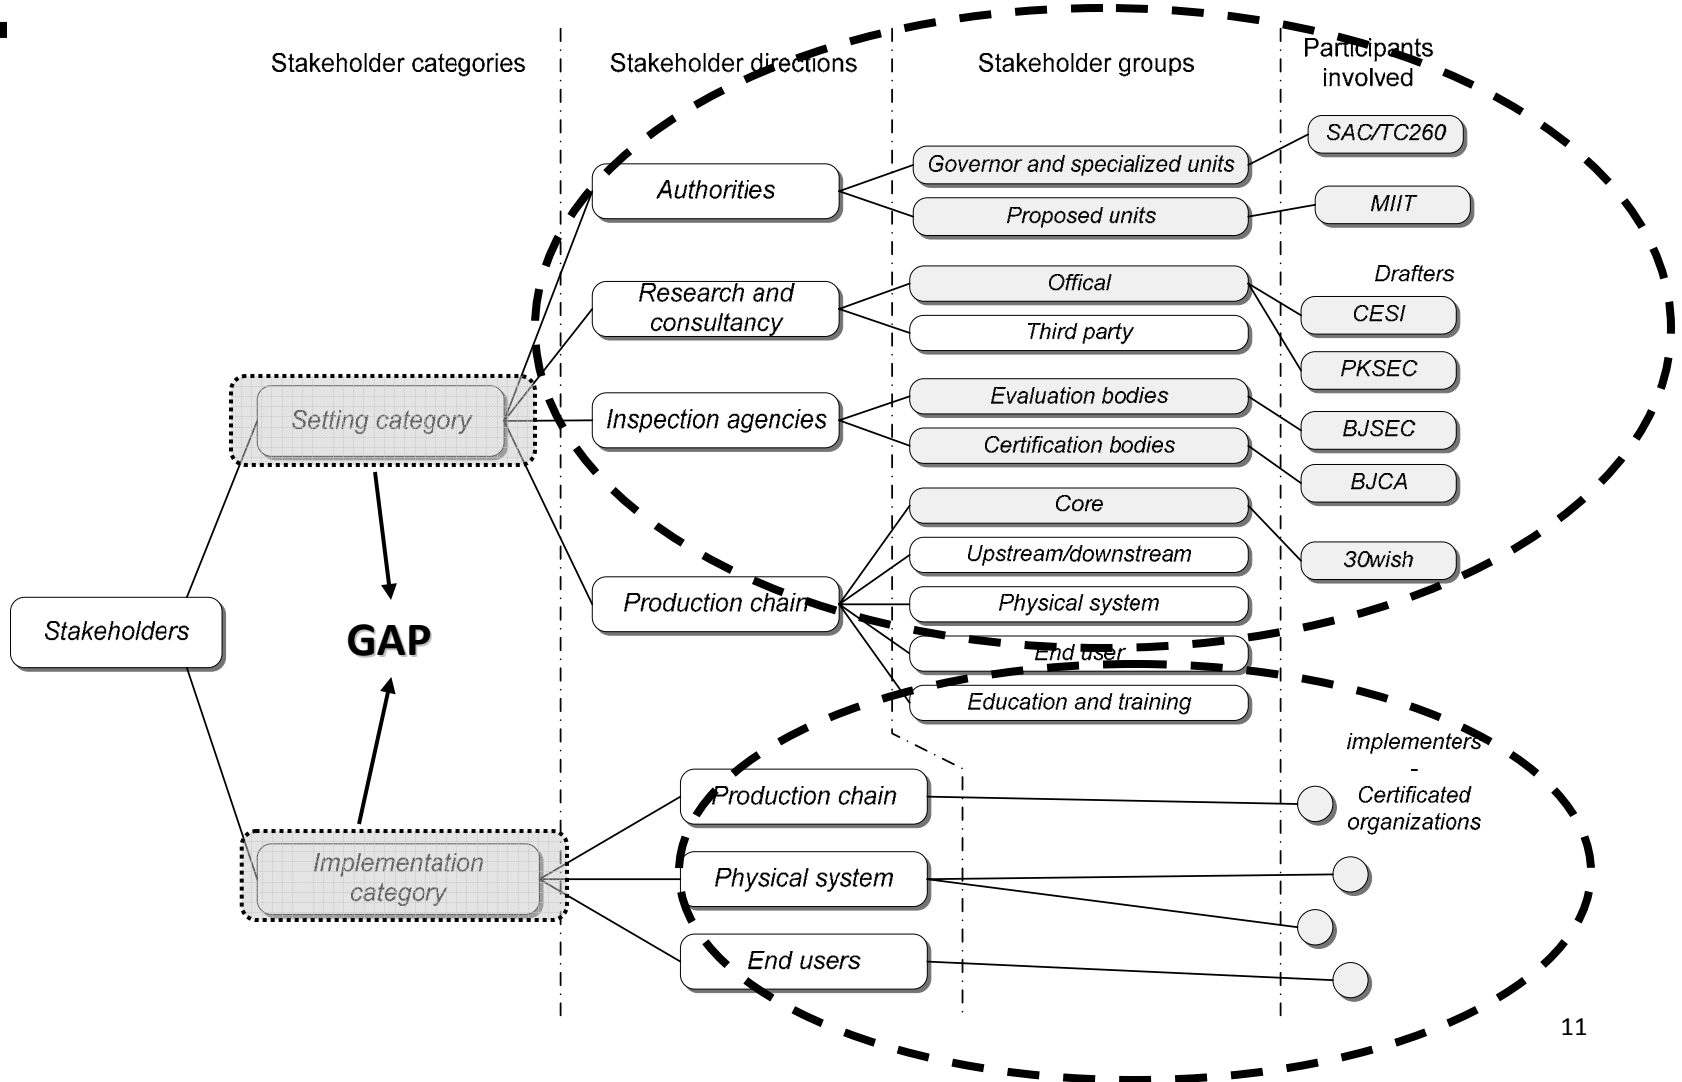 Stakeholder categories
Stakeholder directions
Stakeholder groups
Participants
involved
SAC/TC260
Governor and specialized units
Authorities
MIIT
Proposed units
Drafters
Offical
Research and
consultancy
CESI
Third party
PKSEC
Evaluation bodies
Setting category
Inspection agencies
BJSEC
Certification bodies
BJCA
Core
Upstream/downstream
30wish
Production chain
Physical system
Stakeholders
GAP
End user
Education and training
implementers
-
Certificated
organizations
Production chain
Implementation
category
Physical system
End users
11